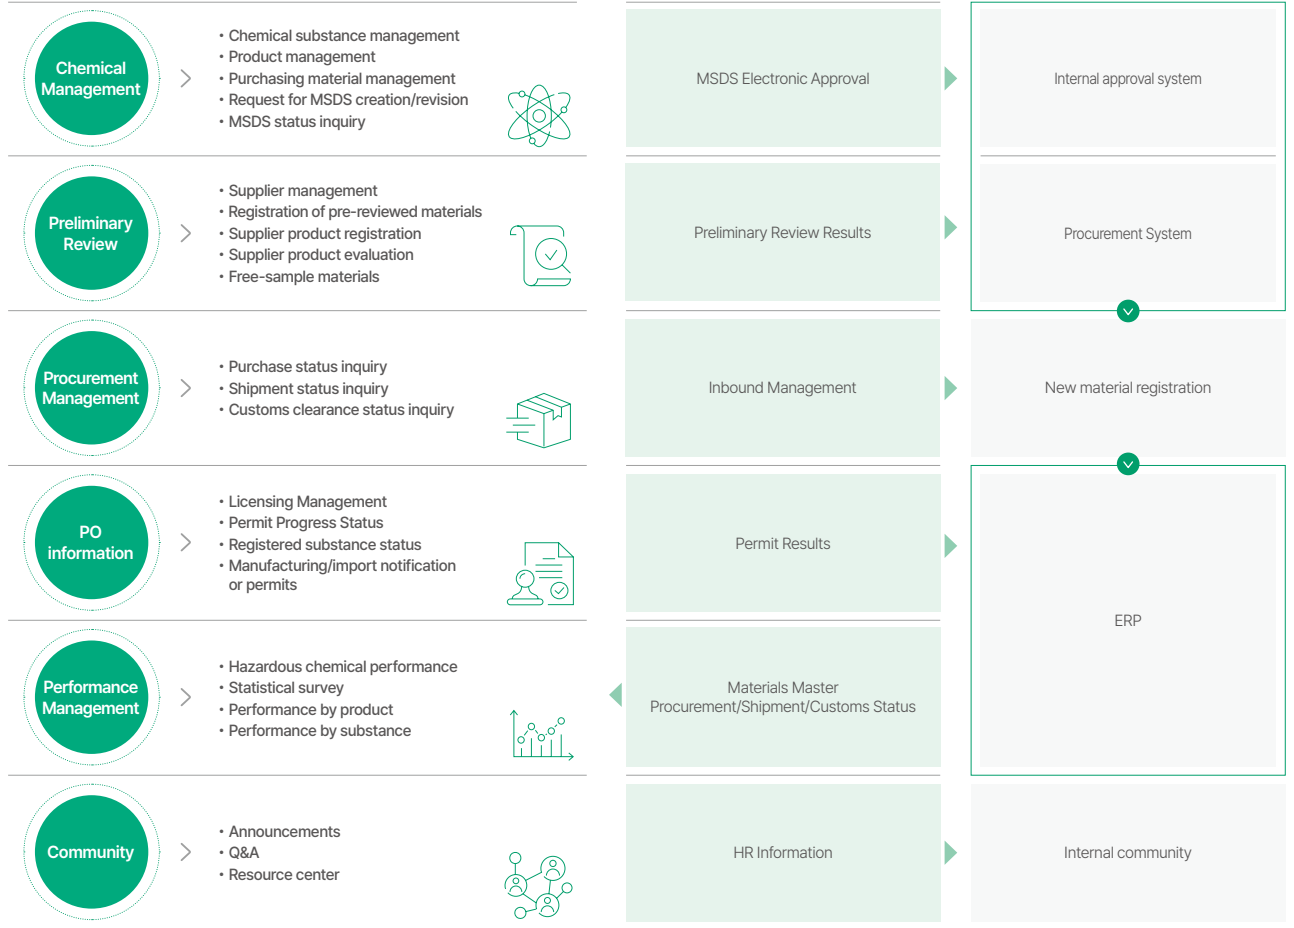 Chemical
Management
• Chemical substance management
• Product management
• Purchasing material management
• Request for MSDS creation/revision
• MSDS status inquiry
MSDS Electronic Approval
Internal approval system
Preliminary
Review
• Supplier management
• Registration of pre-reviewed materials
• Supplier product registration
• Supplier product evaluation
• Free-sample materials
Preliminary Review Results
Procurement System
Procurement
Management
• Purchase status inquiry
• Shipment status inquiry
• Customs clearance status inquiry
Inbound Management
New material registration
PO
information
• Licensing Management
• Permit Progress Status
• Registered substance status
• Manufacturing/import notification
or permits
Permit Results
ERP
Performance
Management
• Hazardous chemical performance
• Statistical survey
• Performance by product
• Performance by substance
Materials Master
Procurement/Shipment/Customs Status
Community
• Announcements
• Q&A
• Resource center
HR Information
Internal community